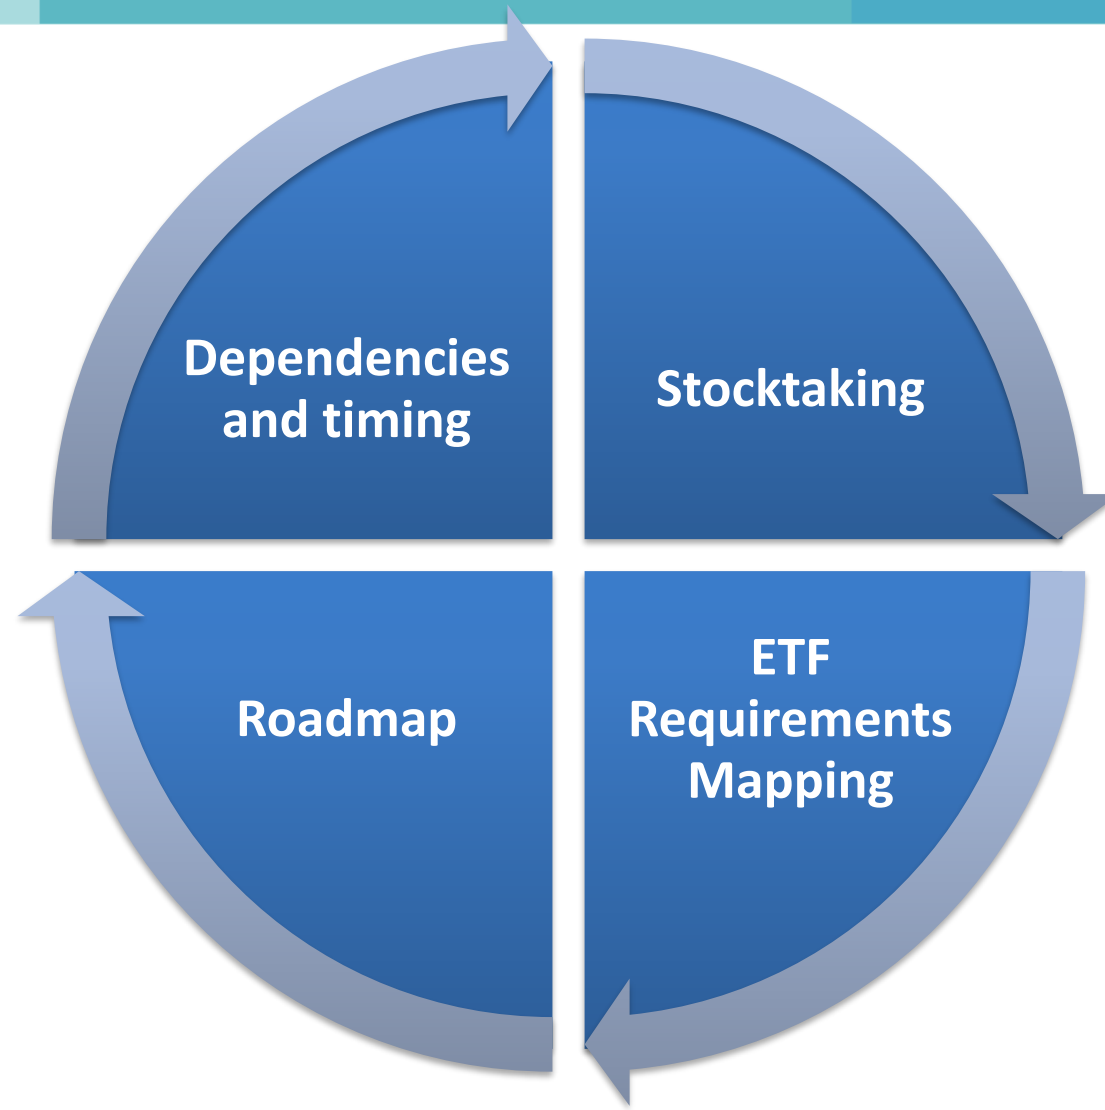 Dependencies
and timing
Stocktaking
Roadmap
ETF
Requirements
Mapping